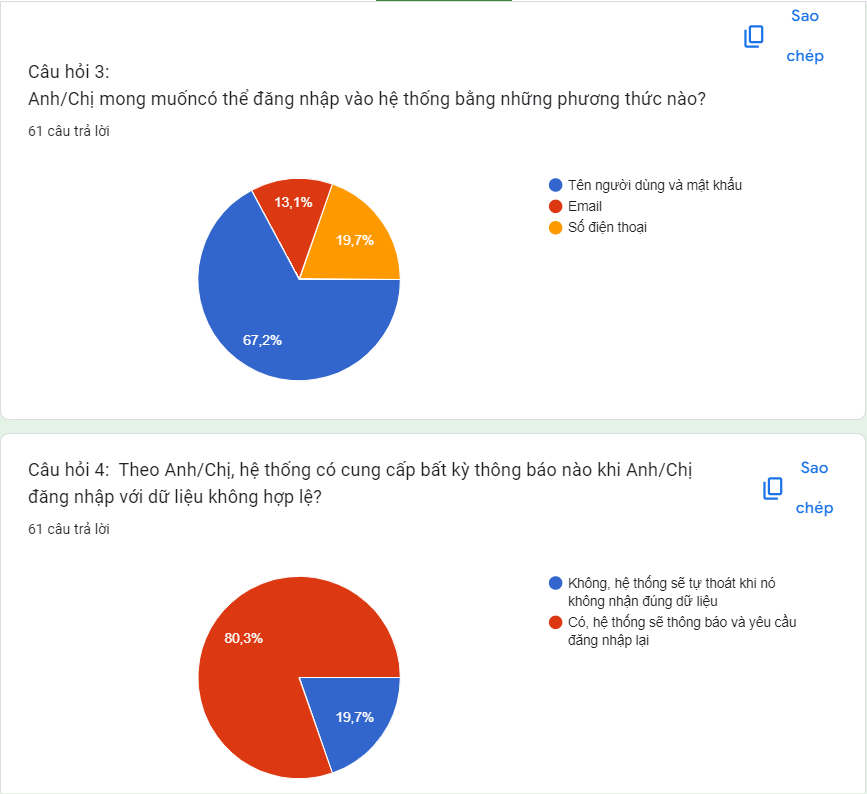 Sao
chép
Câu hỏi 3:
Anh/Chị mong muốncó thể đăng nhập vào hệ thống bằng những phương thức nào?
61 câu trả lời
13,1%
19,7%
67,2%
Tên người dùng và mật khẩu
Email
Số điện thoại
Câu hỏi 4:  Theo Anh/Chị, hệ thống có cung cấp bất kỳ thông báo nào khi Anh/Chị
đăng nhập với dữ liệu không hợp lệ?
Sao
chép
61 câu trả lời
80,3%
19,7%
Không, hệ thống sẽ tự thoát khi nó
không nhận đúng dữ liệu
Có, hệ thống sẽ thông báo và yêu cầu
đăng nhập lại